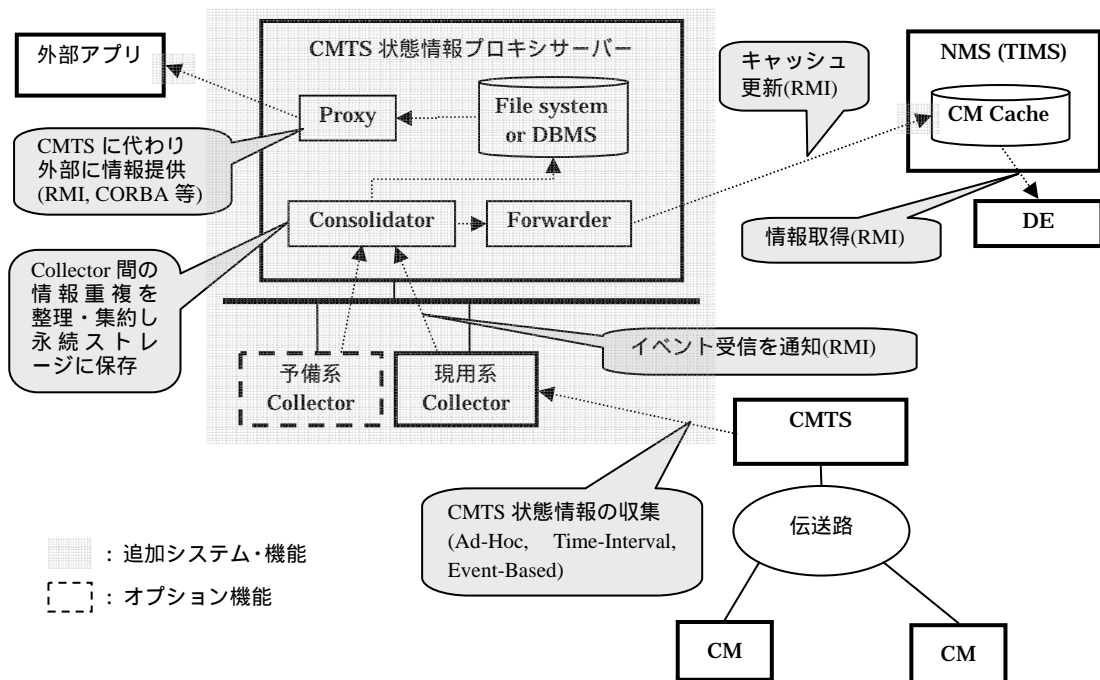 外部アプリ
CMTS 状態情報プロキシサーバー
Proxy
File system
or DBMS
Consolidator
Forwarder
CMTS に代わり
外部に情報提供
(RMI, CORBA 等)
Collector 間の
情報重複を
整理・集約し
永続ストレ
ージに保存
キャッシュ
更新(RMI)
NMS (TIMS)
CM Cache
DE
情報取得(RMI)
イベント受信を通知(RMI)
予備系
Collector
現用系
Collector
CMTS
CMTS 状態情報の収集
(Ad-Hoc, Time-Interval,
Event-Based)
伝送路
CM
CM
: 追加システム・機能
: オプション機能